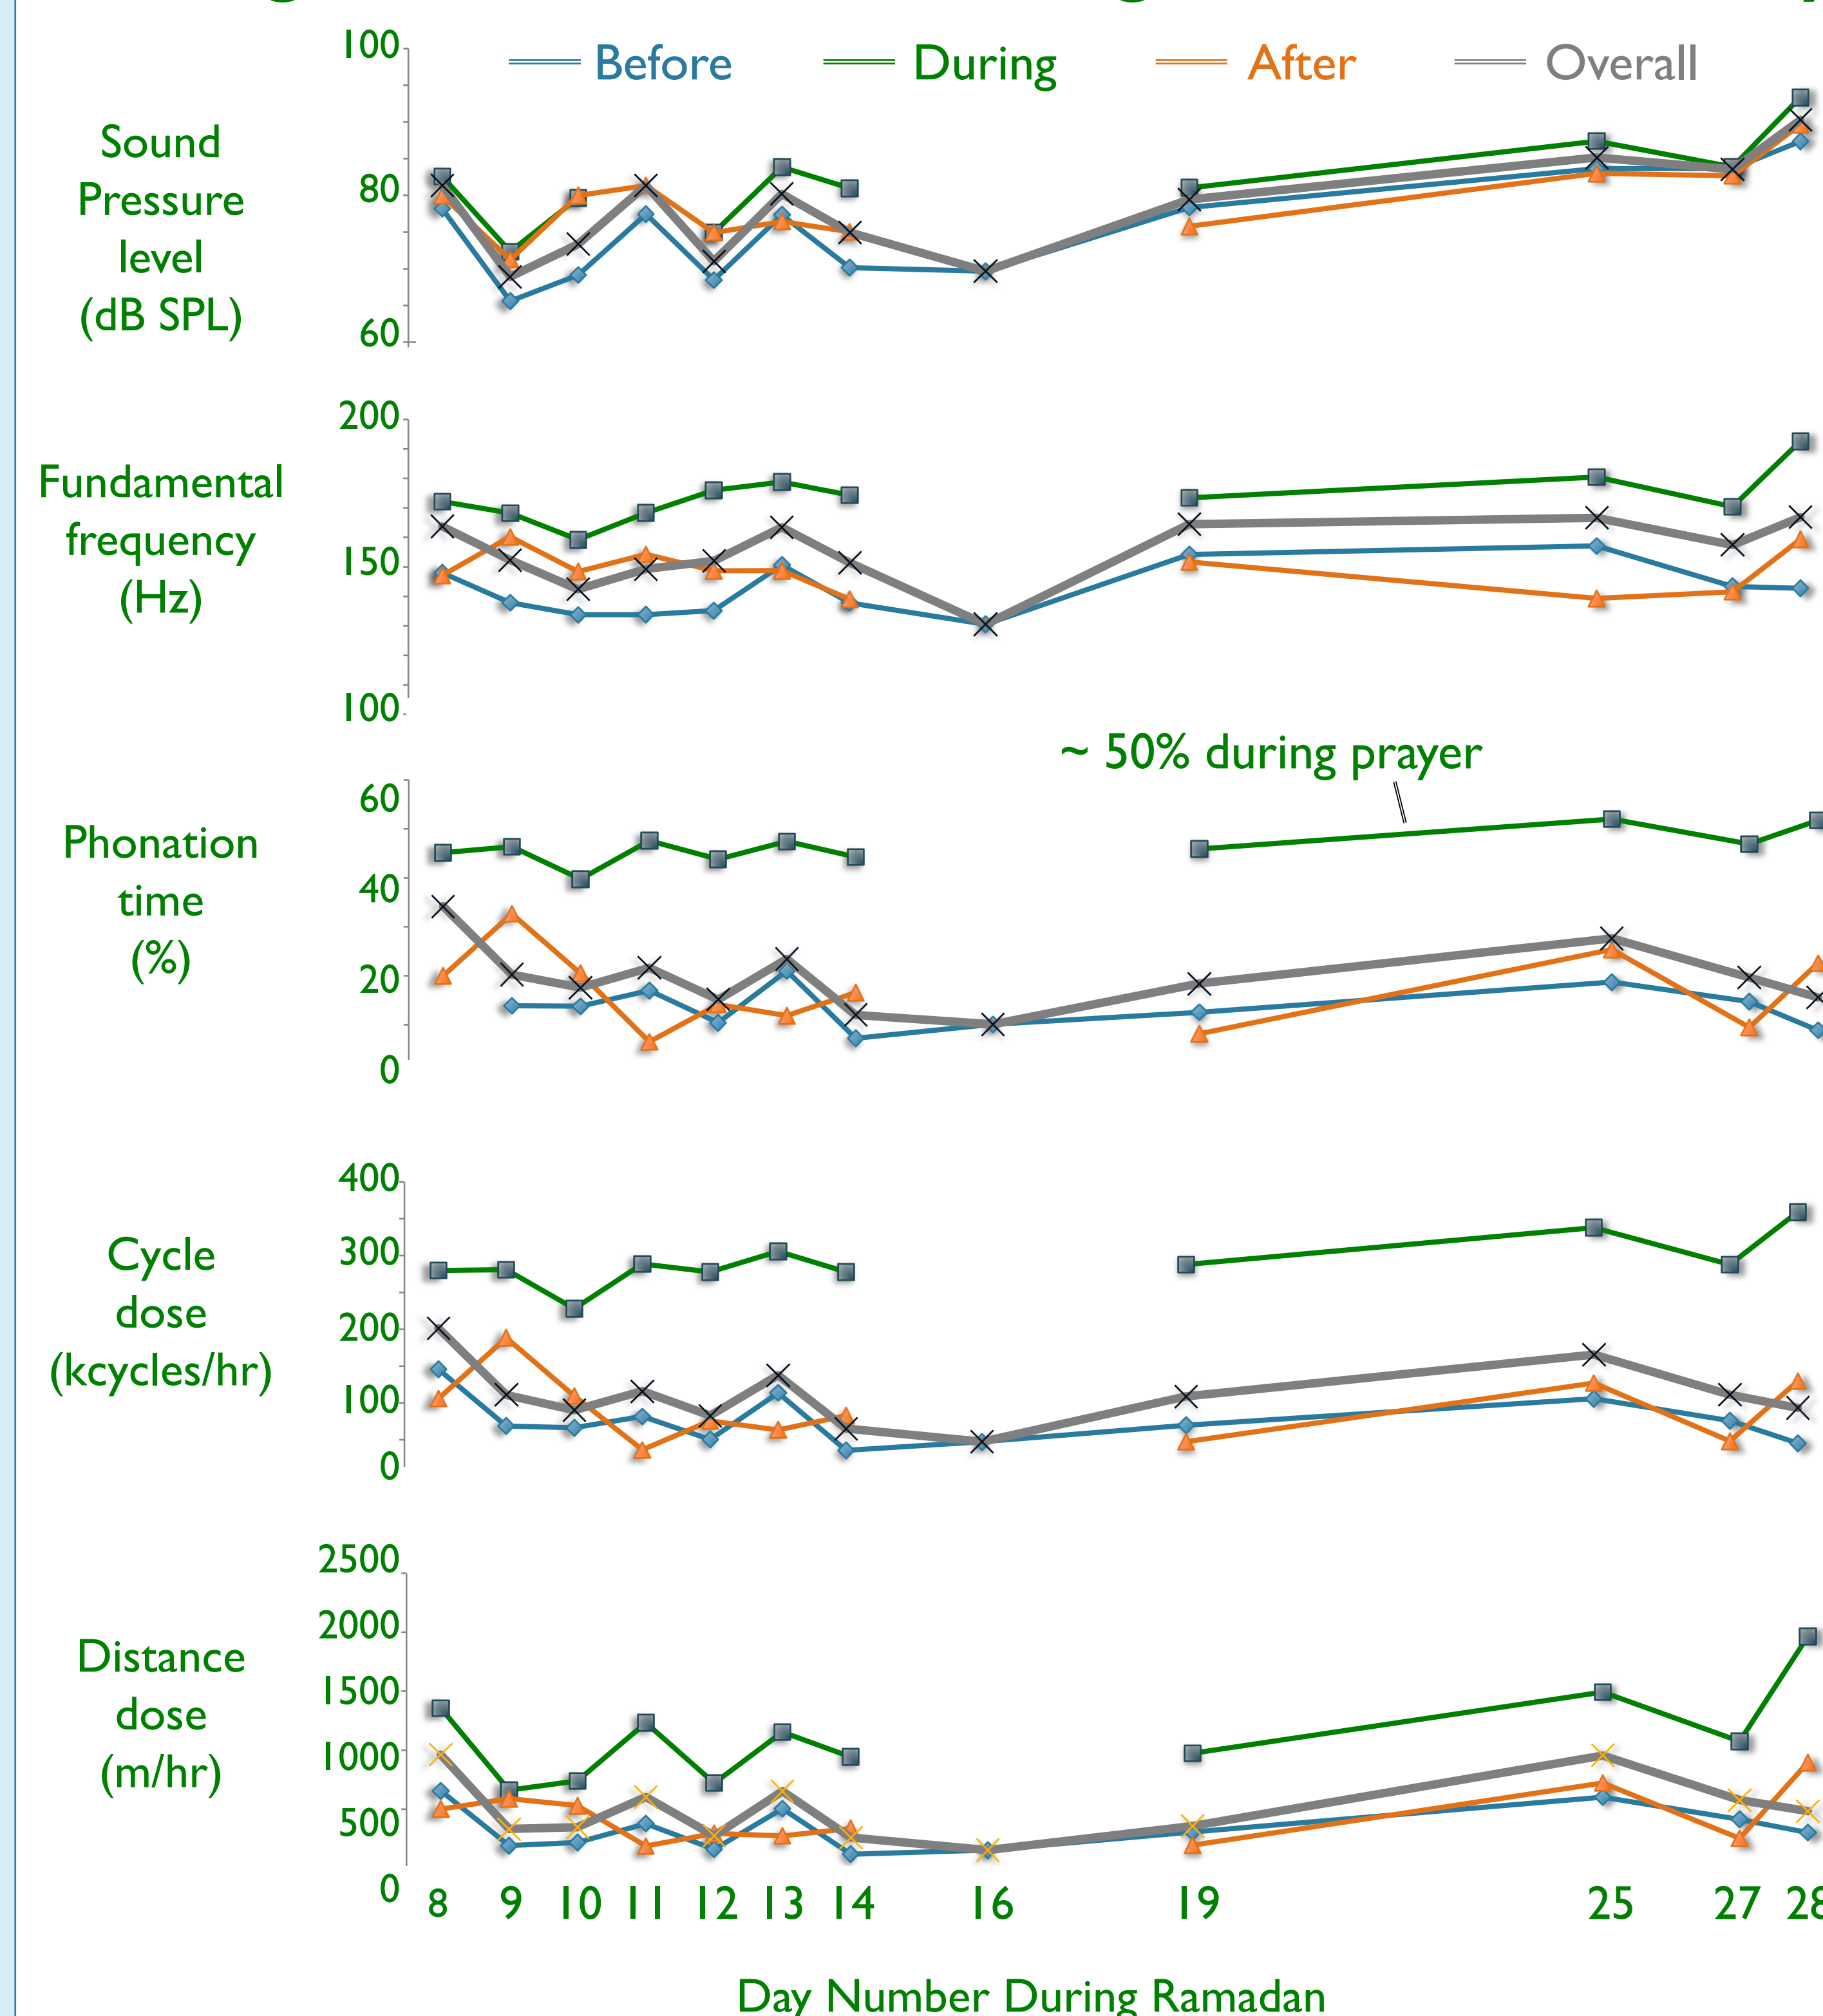 Before During After Overall
Sound
Pressure
level
(dB SPL)
100
80
60
Fundamental
frequency
(Hz)
200
150
100
~ 50% during prayer
Phonation
time
(%)
60
40
20
0
Cycle
dose
(kcycles/hr)
400
300
200
100
0
Distance
dose
(m/hr)
2500
2000
1500
1000
500
0
8 9 10 11 12 13 14 16 19 25 27 28
Day Number During Ramadan